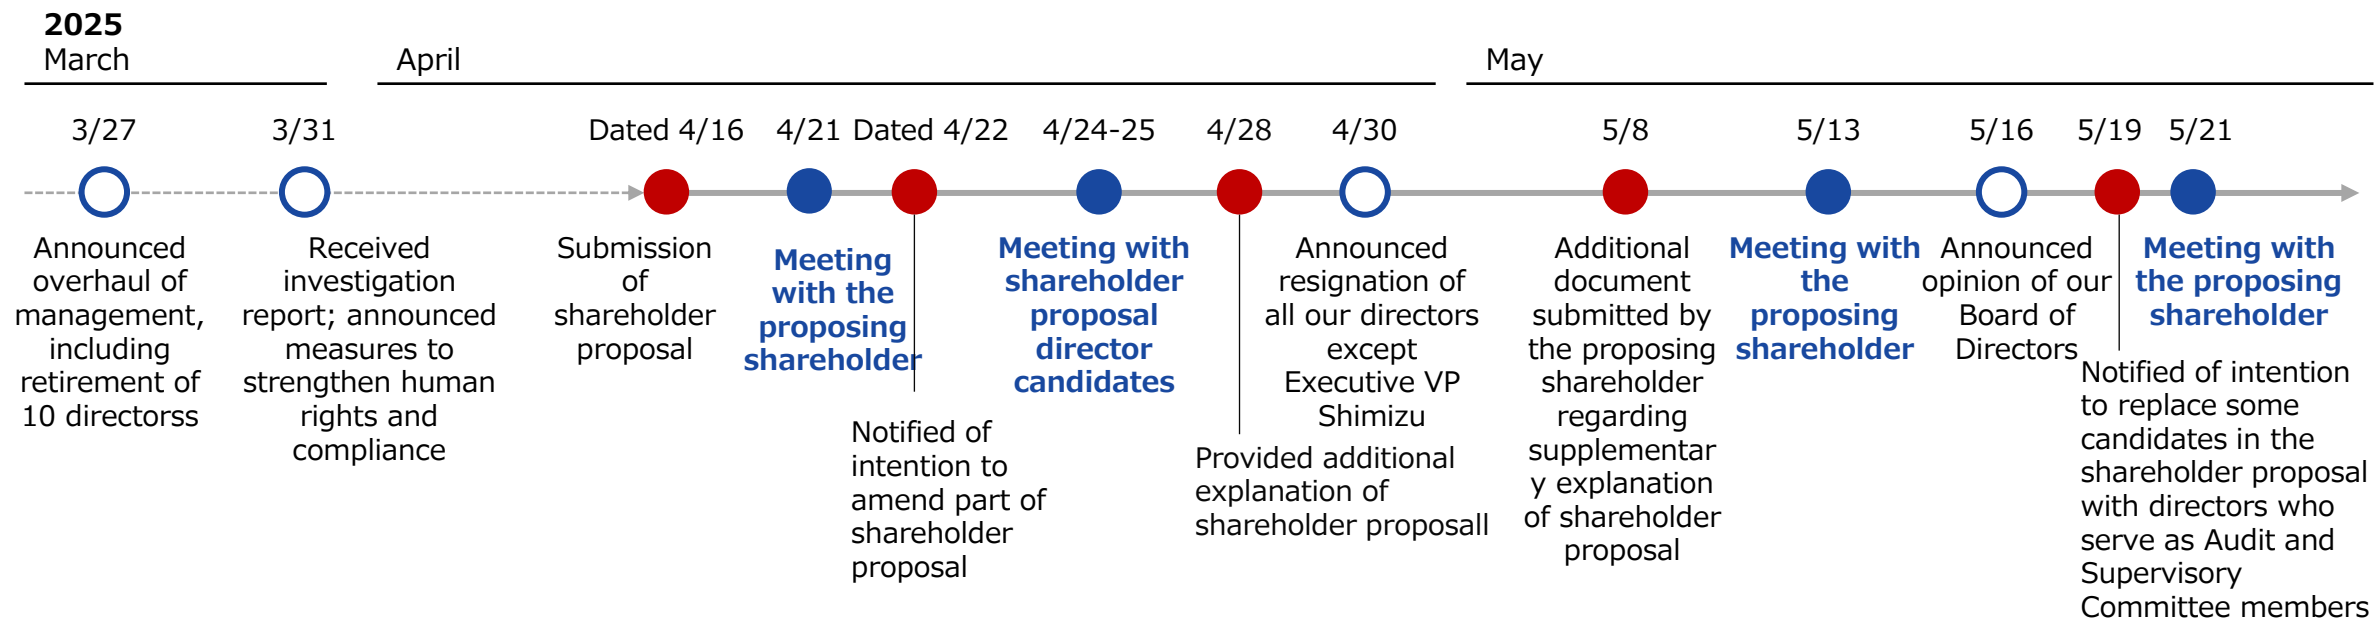 2025
March
April
May
3/27
3/31
Dated 4/16
4/21
Dated 4/22
4/24-25
4/28
4/30
5/8
5/13
5/16
5/19
5/21
Announced
overhaul of
management,
including
retirement of
10 directorss
Received
investigation
report; announced
measures to
strengthen human
rights and
compliance
Submission
of
shareholder
proposal
Meeting
with the
proposing
shareholder
Notified of
intention to
amend part of
shareholder
proposal
Meeting with
shareholder
proposal
director
candidates
Provided additional
explanation of
shareholder proposall
Announced
resignation of
all our directors
except
Executive VP
Shimizu
Additional
document
submitted by
the proposing
shareholder
regarding
supplementar
y explanation
of shareholder
proposal
Meeting with
the
proposing
shareholder
Announced
opinion of our
Board of
Directors
Notified of intention
to replace some
candidates in the
shareholder proposal
with directors who
serve as Audit and
Supervisory
Committee members
Meeting with
the proposing
shareholder